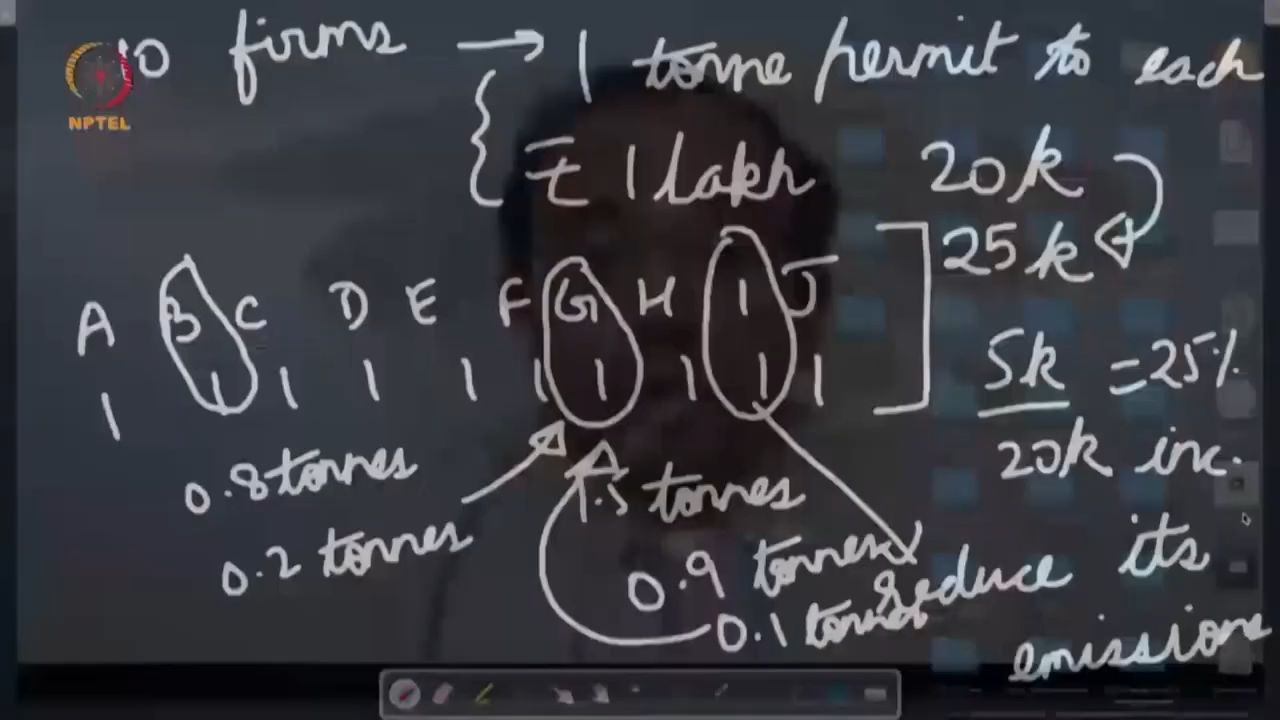 10 firms → 1 tonne permit to each
NPTEL
₹ 1 lakh 20k
25k
A B C D E F G H I J
1 1 1 1 1 1 1 1 1 1
5k = 25%
20k inc.
0.8 tonnes
1.5 tonnes
0.2 tonnes
0.9 tonnes
reduce its
0.1 tonnes
emissions